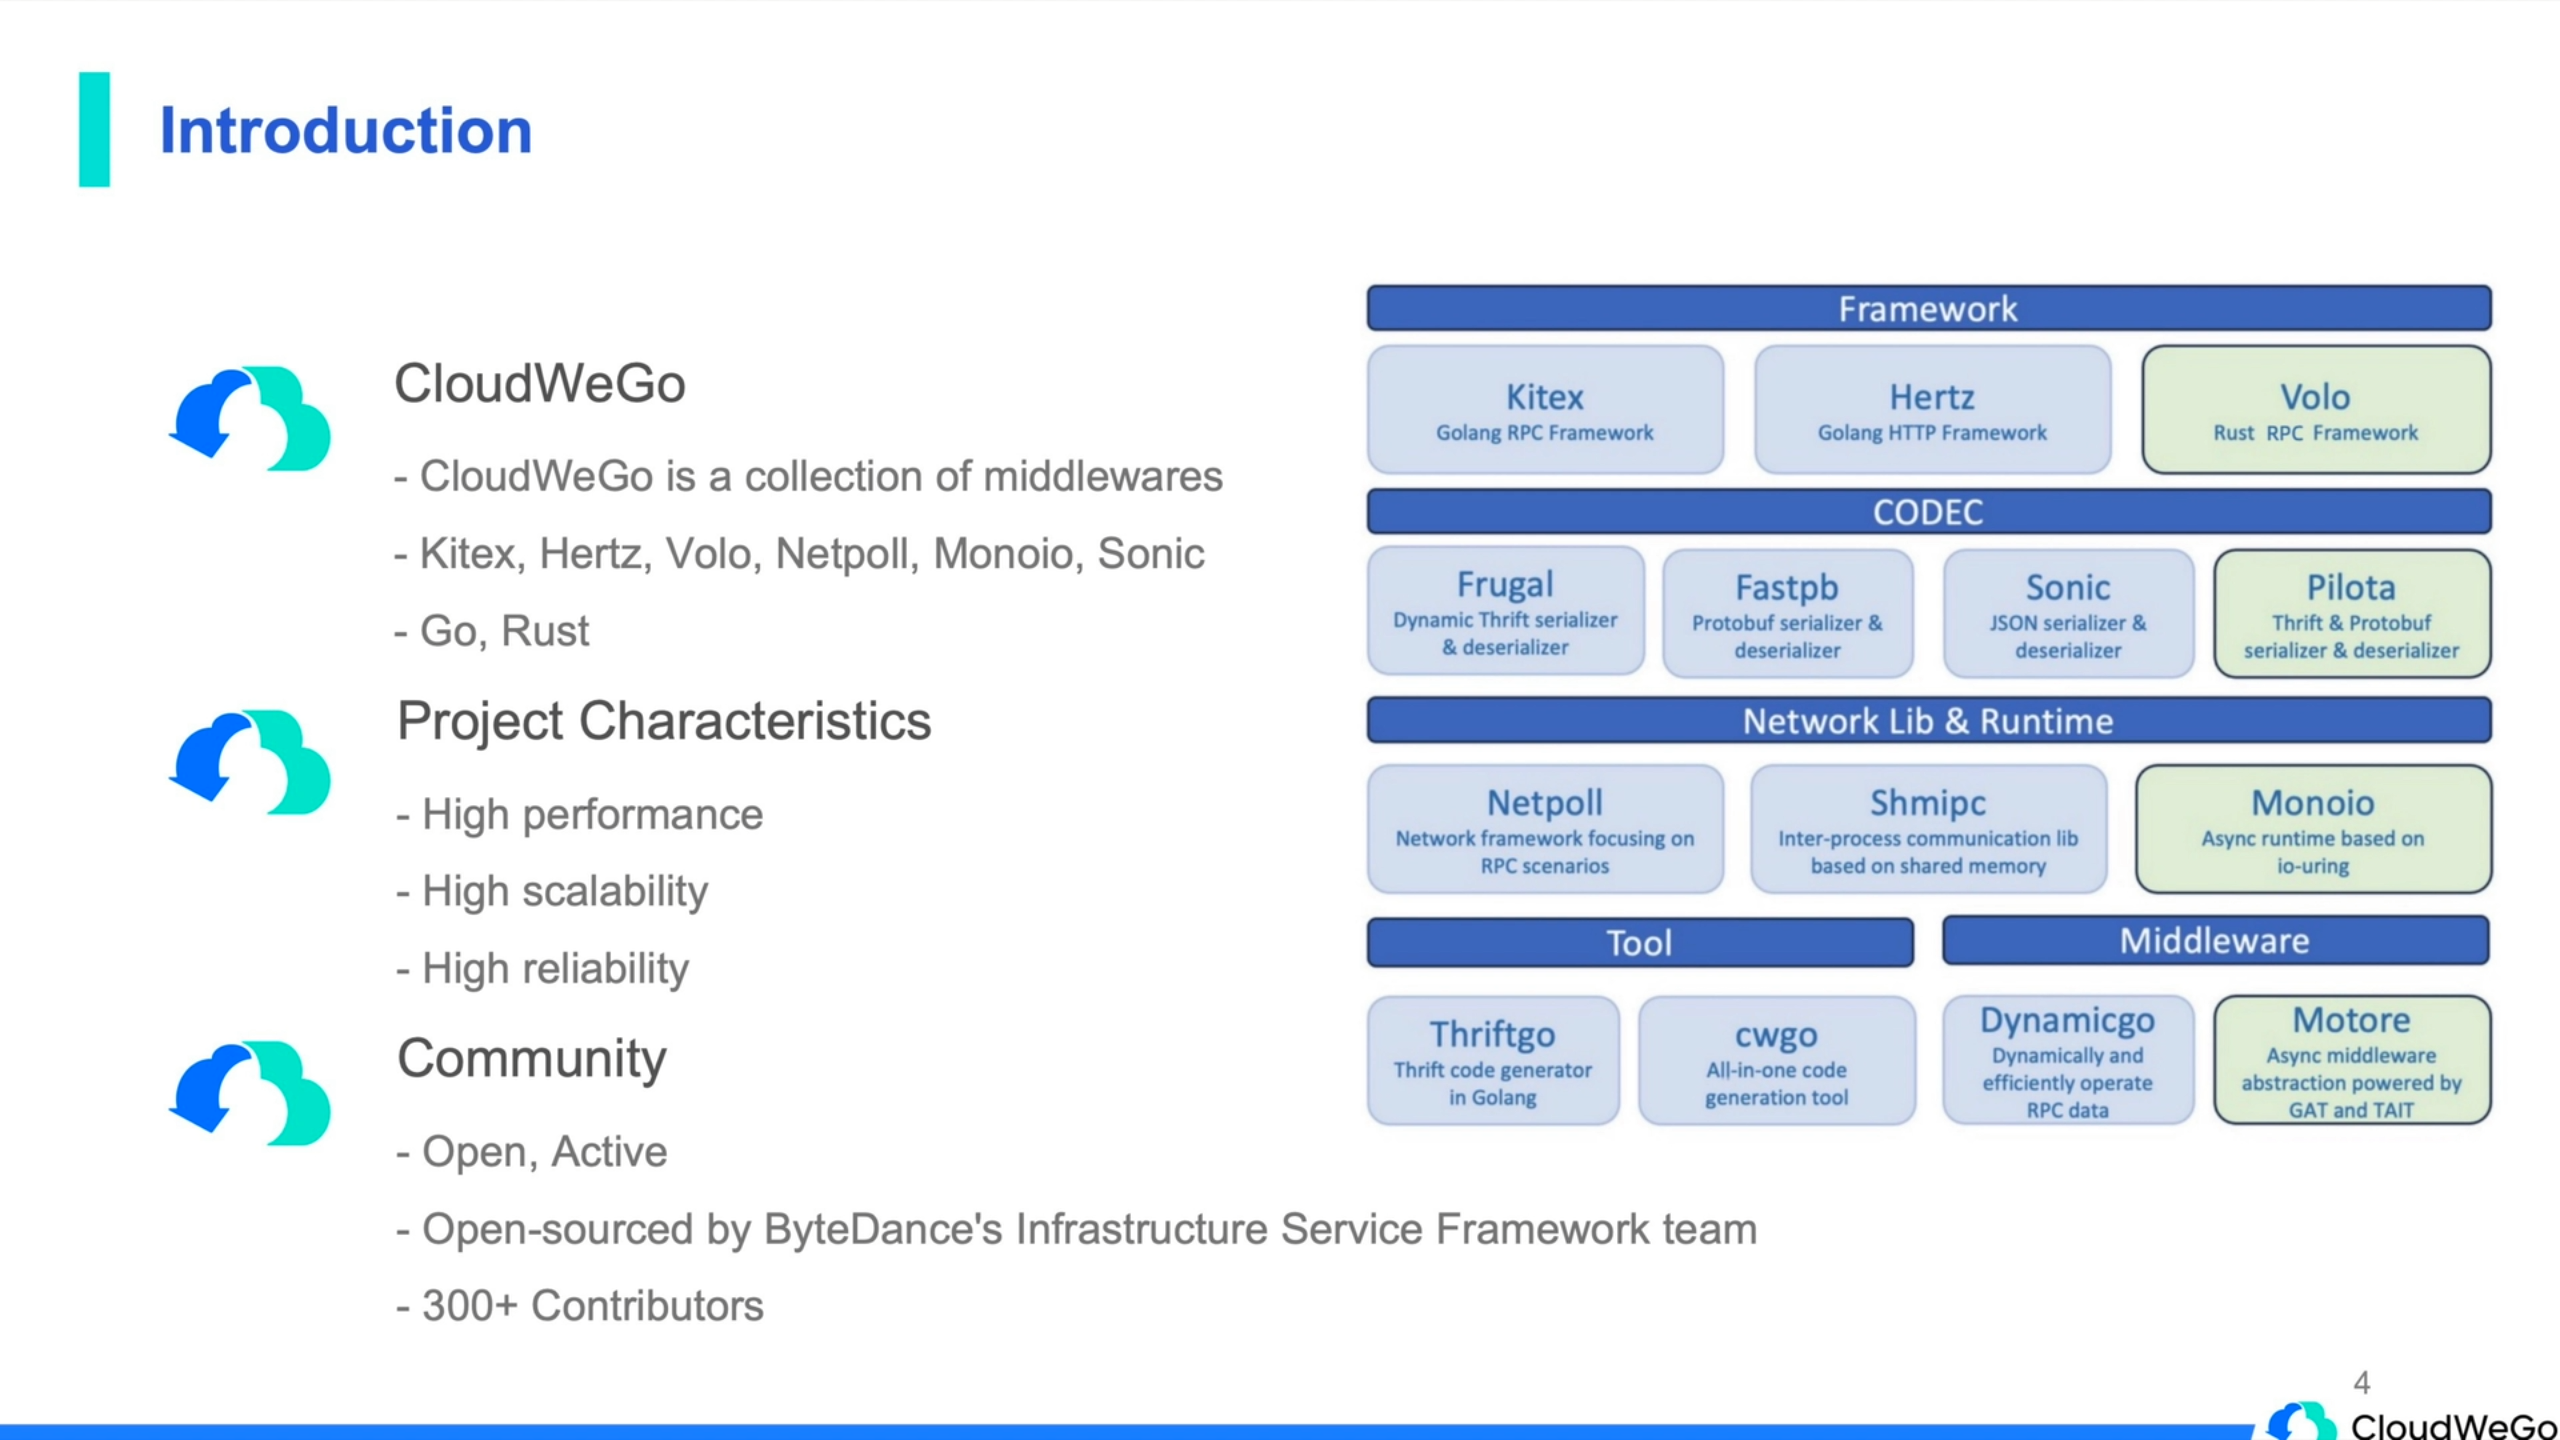 Introduction
CloudWeGo
- CloudWeGo is a collection of middlewares
- Kitex, Hertz, Volo, Netpoll, Monoio, Sonic
- Go, Rust
Project Characteristics
- High performance
- High scalability
- High reliability
Community
- Open, Active
- Open-sourced by ByteDance's Infrastructure Service Framework team
- 300+ Contributors
Framework
Kitex
Golang RPC Framework
Hertz
Golang HTTP Framework
Volo
Rust RPC Framework
CODEC
Frugal
Dynamic Thrift serializer
& deserializer
Fastpb
Protobuf serializer &
deserializer
Sonic
JSON serializer &
deserializer
Pilota
Thrift & Protobuf
serializer & deserializer
Network Lib & Runtime
Netpoll
Network framework focusing on
RPC scenarios
Shmipc
Inter-process communication lib
based on shared memory
Monoio
Async runtime based on
io-uring
Tool
Thriftgo
Thrift code generator
in Golang
cwgo
All-in-one code
generation tool
Middleware
Dynamicgo
Dynamically and
efficiently operate
RPC data
Motore
Async middleware
abstraction powered by
GAT and TAIT
4
CloudWeGo